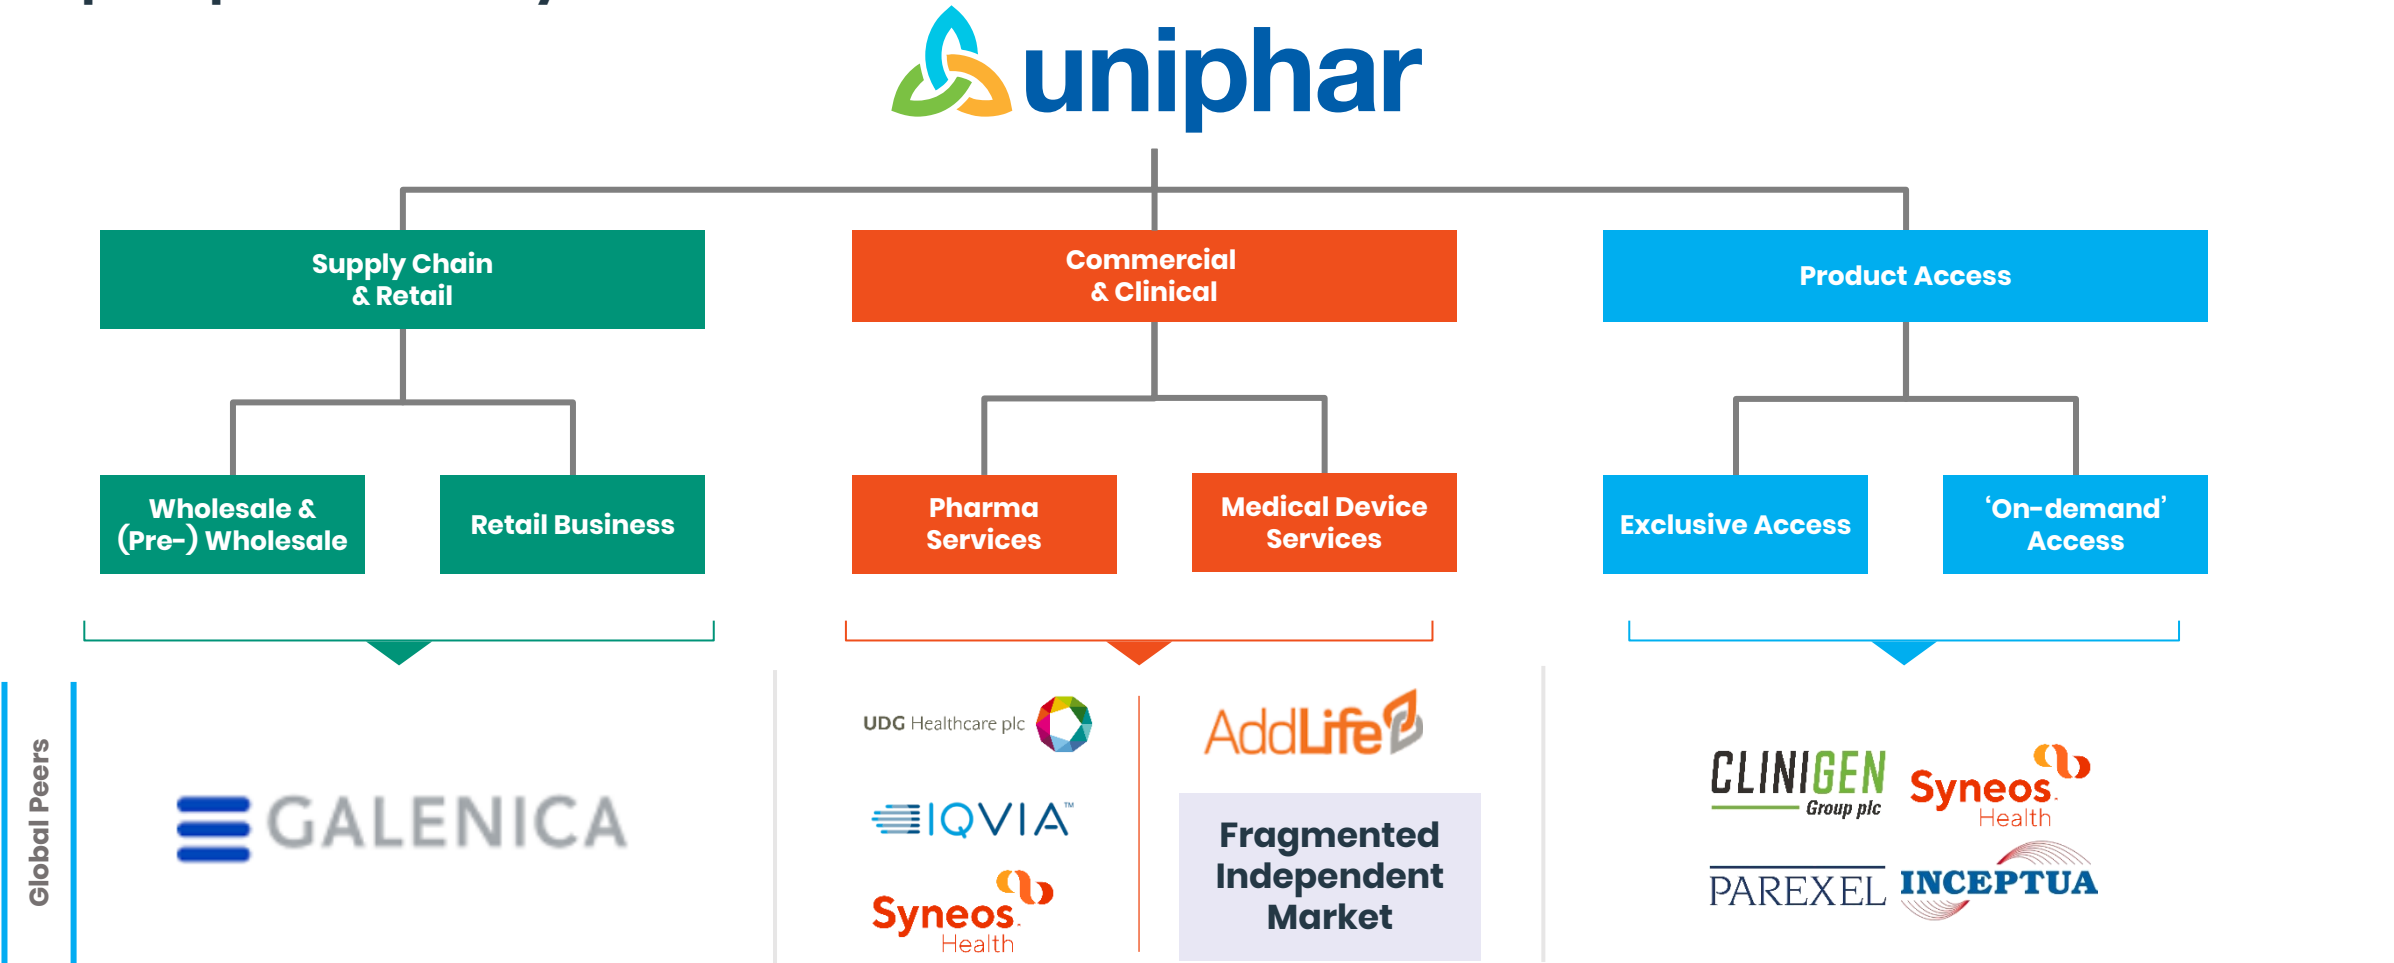 uniphar
Supply Chain
& Retail
Commercial
& Clinical
Product Access
Wholesale &
(Pre-) Wholesale
Retail Business
Pharma
Services
Medical Device
Services
Exclusive Access
‘On-demand’
Access
Global Peers
GALENICA
UDG Healthcare plc
IQVIA™
Syneos.
Health
AddLife
Fragmented
Independent
Market
CLINIGEN
Group plc
Syneos.
Health
PAREXEL
INCEPTUA